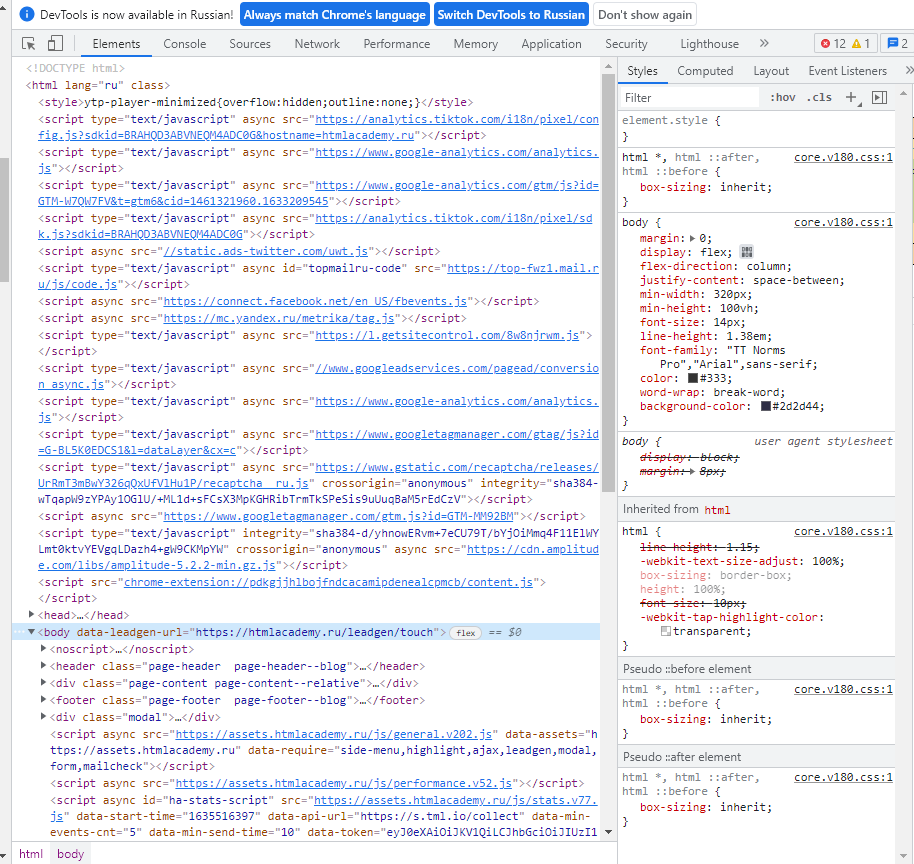 DevTools is now available in Russian!
Always match Chrome's language
Switch DevTools to Russian
Don't show again
Elements Console Sources Network Performance Memory Application Security Lighthouse » 12 1 2
<!DOCTYPE html>
<html lang="ru" class>
<style>ytp-player-minimized{overflow:hidden;outline:none;}</style>
<script type="text/javascript" async src="https://analytics.tiktok.com/i18n/pixel/con
fig.js?sdkid=BRAHQD3ABVNEQM4ADC0G&hostname=htmlacademy.ru"></script>
<script type="text/javascript" async src="https://www.google-analytics.com/analytics.
js"></script>
<script type="text/javascript" async src="https://www.google-analytics.com/gtm/js?id=
GTM-W7QW7FV&t=gtm6&cid=1461321960.1633209545"></script>
<script type="text/javascript" async src="https://analytics.tiktok.com/i18n/pixel/sd
k.js?sdkid=BRAHQD3ABVNEQM4ADC0G"></script>
<script async src="//static.ads-twitter.com/uwt.js"></script>
<script type="text/javascript" async id="topmailru-code" src="https://top-fwz1.mail.r
u/js/code.js"></script>
<script async src="https://connect.facebook.net/en_US/fbevents.js"></script>
<script async src="https://mc.yandex.ru/metrika/tag.js"></script>
<script type="text/javascript" async src="https://l.getsitecontrol.com/8w8njrwm.js">
</script>
<script type="text/javascript" async src="//www.googleadservices.com/pagead/conversio
n_async.js"></script>
<script type="text/javascript" async src="https://www.google-analytics.com/analytics.
js"></script>
<script type="text/javascript" async src="https://www.googletagmanager.com/gtag/js?id
=G-BL5K0EDCS1&l=dataLayer&cx=c"></script>
<script type="text/javascript" async src="https://www.gstatic.com/recaptcha/releases/
UrRmT3mBwY326qQxUfVlHu1P/recaptcha__ru.js" crossorigin="anonymous" integrity="sha384-
wTqapW9zYPAy1OGlU/+ML1d+sFCsX3MpKGHRibTrmTkSPeSis9uUuqBaM5rEdCzV"></script>
<script async src="https://www.googletagmanager.com/gtm.js?id=GTM-MM92BM"></script>
<script type="text/javascript" integrity="sha384-d/yhnowERvm+7eCU79T/bYjOiMmq4F11ElWY
Lmt0ktvYEVgqLDazh4+gW9CKMpYW" crossorigin="anonymous" async src="https://cdn.amplitud
e.com/libs/amplitude-5.2.2-min.gz.js"></script>
<script src="chrome-extension://pdkgjjhlbojfndcacamipdenealcpmcb/content.js">
</script>
<head>…</head>
<body data-leadgen-url="https://htmlacademy.ru/leadgen/touch"> flex == $0
<noscript>…</noscript>
<header class="page-header  page-header--blog">…</header>
<div class="page-content page-content--relative">…</div>
<footer class="page-footer  page-footer--blog">…</footer>
<div class="modal">…</div>
<script async src="https://assets.htmlacademy.ru/js/general.v202.js" data-assets="h
ttps://assets.htmlacademy.ru" data-require="side-menu,highlight,ajax,leadgen,modal,
form,mailcheck"></script>
<script async src="https://assets.htmlacademy.ru/js/performance.v52.js"></script>
<script async id="ha-stats-script" src="https://assets.htmlacademy.ru/js/stats.v77.
js" data-start-time="1635516397" data-api-url="https://s.tml.io/collect" data-min-
events-cnt="5" data-min-send-time="10" data-token="eyJ0eXAiOiJKV1QiLCJhbGciOiJIUzI1
html body
Styles Computed Layout Event Listeners »
Filter :hov .cls +
element.style {
}
html *, html ::after, core.v180.css:1
html ::before {
box-sizing: inherit;
}
body { core.v180.css:1
margin: 0;
display: flex;
flex-direction: column;
justify-content: space-between;
min-width: 320px;
min-height: 100vh;
font-size: 14px;
line-height: 1.38em;
font-family: "TT Norms
Pro","Arial",sans-serif;
color: #333;
word-wrap: break-word;
background-color: #2d2d44;
}
body { user agent stylesheet
display: block;
margin: 8px;
}
Inherited from html
html { core.v180.css:1
line-height: 1.15;
-webkit-text-size-adjust: 100%;
box-sizing: border-box;
height: 100%;
font-size: 10px;
-webkit-tap-highlight-color:
transparent;
}
Pseudo ::before element
html *, html ::after, core.v180.css:1
html ::before {
box-sizing: inherit;
}
Pseudo ::after element
html *, html ::after, core.v180.css:1
html ::before {
box-sizing: inherit;
}